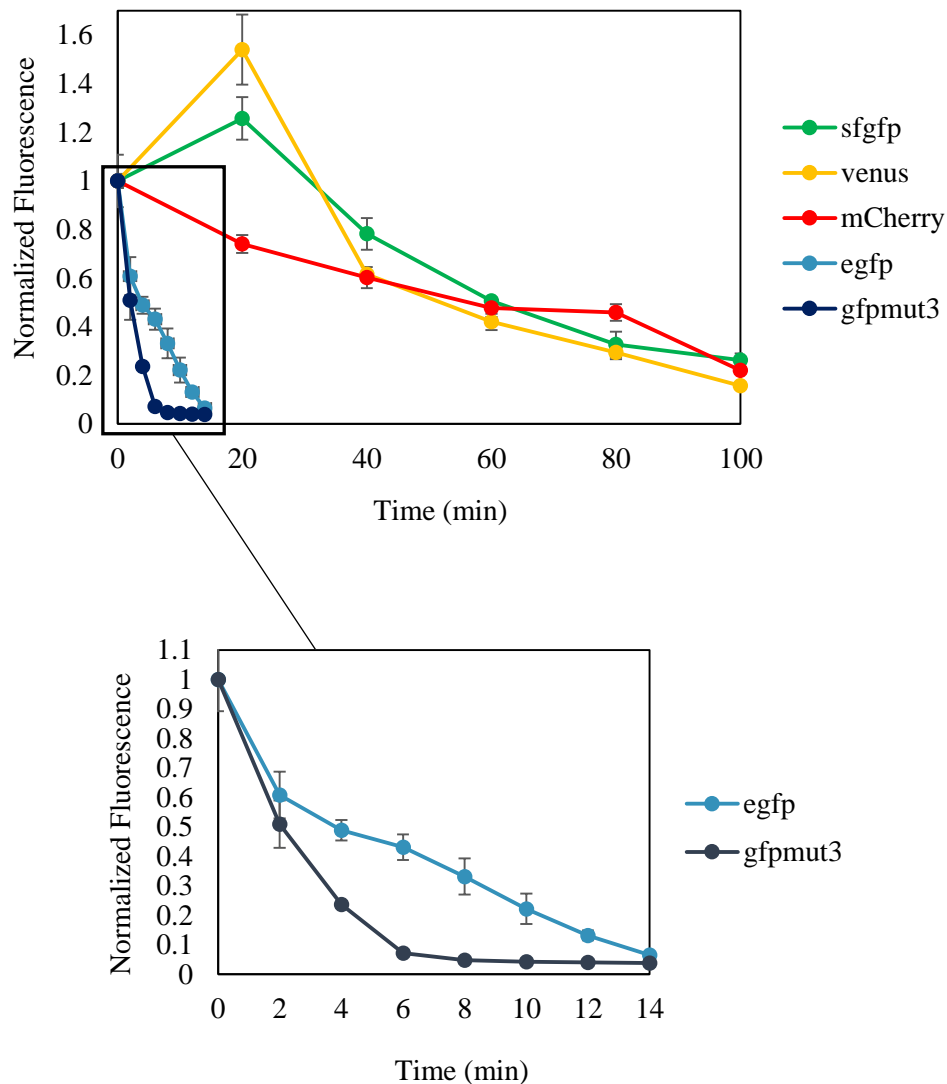 1.6
1.4
1.2
1
0.8
0.6
0.4
0.2
0
Normalized Fluorescence
0 20 40 60 80 100
Time (min)
sfgfp
venus
mCherry
egfp
gfpmut3
1.1
1
0.9
0.8
0.7
0.6
0.5
0.4
0.3
0.2
0.1
0
Normalized Fluorescence
0 2 4 6 8 10 12 14
Time (min)
egfp
gfpmut3